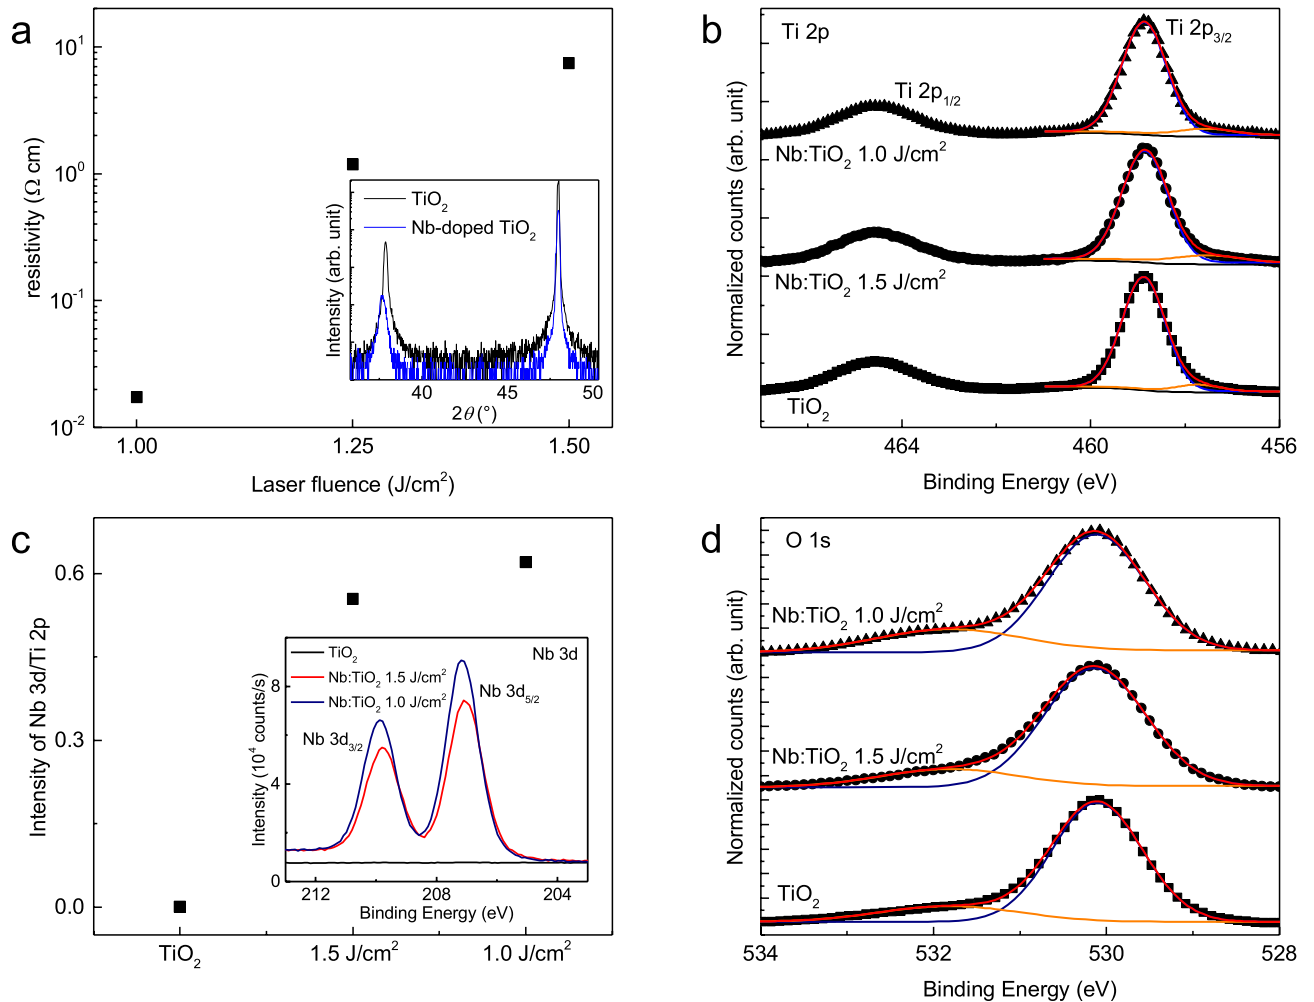 a
10¹
10⁰
10⁻¹
10⁻²
resistivity (Ω cm)
1.00
1.25
1.50
Laser fluence (J/cm²)
TiO₂
Nb-doped TiO₂
Intensity (arb. unit)
40
45
50
2θ (°)
b
Ti 2p
Ti 2p₃/₂
Ti 2p₁/₂
Nb:TiO₂ 1.0 J/cm²
Nb:TiO₂ 1.5 J/cm²
TiO₂
Normalized counts (arb. unit)
464
460
456
Binding Energy (eV)
c
0.6
0.3
0.0
Intensity of Nb 3d/Ti 2p
TiO₂
1.5 J/cm²
1.0 J/cm²
TiO₂
Nb:TiO₂ 1.5 J/cm²
Nb:TiO₂ 1.0 J/cm²
Nb 3d
Nb 3d₅/₂
Nb 3d₃/₂
Intensity (10⁴ counts/s)
8
4
0
212
208
204
Binding Energy (eV)
d
O 1s
Nb:TiO₂ 1.0 J/cm²
Nb:TiO₂ 1.5 J/cm²
TiO₂
Normalized counts (arb. unit)
534
532
530
528
Binding Energy (eV)